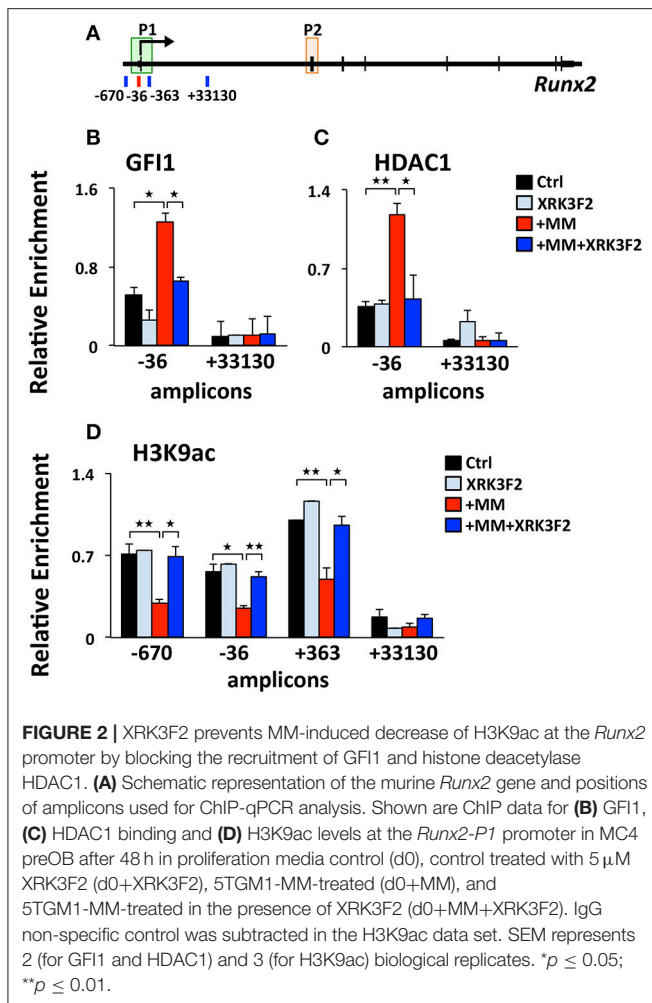 A
P1
P2
-670 -36 -363 +33130
Runx2
B
GFI1
C
HDAC1
Ctrl
XRK3F2
+MM
+MM+XRK3F2
Relative Enrichment
1.6
0.8
0
★ ★
-36 +33130
amplicons
1.4
0.7
0
★★ ★
-36 +33130
amplicons
D
H3K9ac
Ctrl
XRK3F2
+MM
+MM+XRK3F2
Relative Enrichment
1.4
0.7
0
★★ ★
★ ★★
★★ ★
-670 -36 +363 +33130
amplicons
FIGURE 2 | XRK3F2 prevents MM-induced decrease of H3K9ac at the Runx2
promoter by blocking the recruitment of GFI1 and histone deacetylase
HDAC1. (A) Schematic representation of the murine Runx2 gene and positions
of amplicons used for ChIP-qPCR analysis. Shown are ChIP data for (B) GFI1,
(C) HDAC1 binding and (D) H3K9ac levels at the Runx2-P1 promoter in MC4
preOB after 48 h in proliferation media control (d0), control treated with 5 µM
XRK3F2 (d0+XRK3F2), 5TGM1-MM-treated (d0+MM), and
5TGM1-MM-treated in the presence of XRK3F2 (d0+MM+XRK3F2). IgG
non-specific control was subtracted in the H3K9ac data set. SEM represents
2 (for GFI1 and HDAC1) and 3 (for H3K9ac) biological replicates. *p ≤ 0.05;
**p ≤ 0.01.